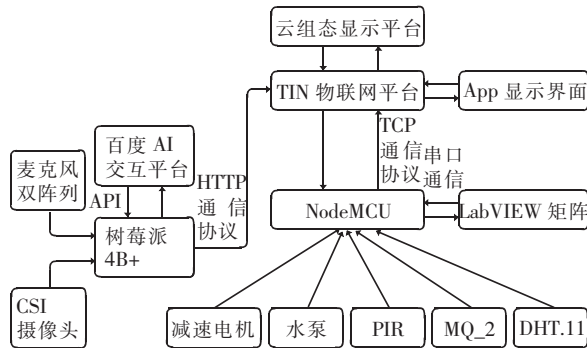 云组态显示平台
TIN 物联网平台
App 显示界面
百度 AI
交互平台
麦克风
双阵列
API
HTTP
通 信
协议
TCP
通信
协议
串口
通信
树莓派
4B+
NodeMCU
LabVIEW 矩阵
CSI
摄像头
减速电机
水泵
PIR
MQ_2
DHT.11